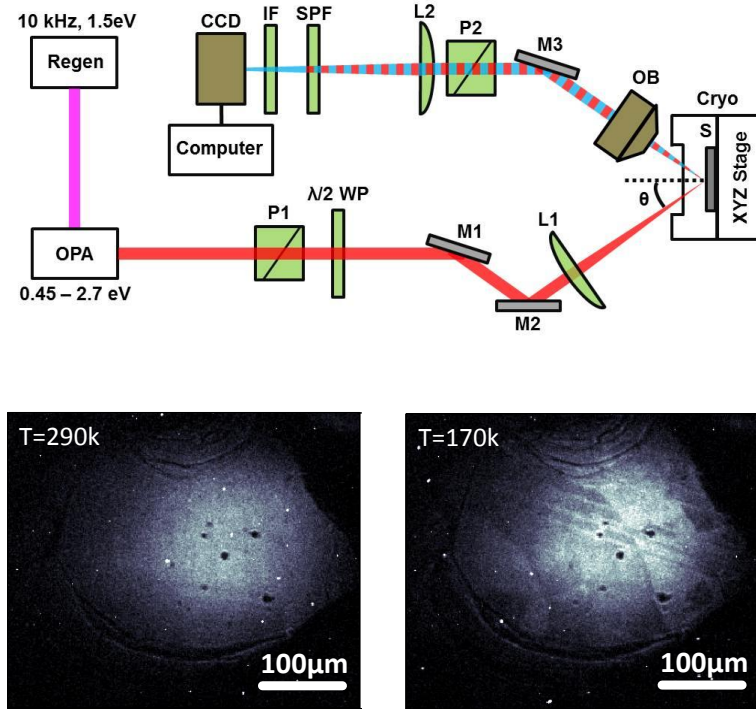 10 kHz, 1.5eV
Regen
CCD
IF
SPF
L2
P2
M3
OB
Cryo
S
XYZ Stage
θ
Computer
λ/2 WP
P1
M1
L1
OPA
0.45 – 2.7 eV
M2
T=290k
100μm
T=170k
100μm